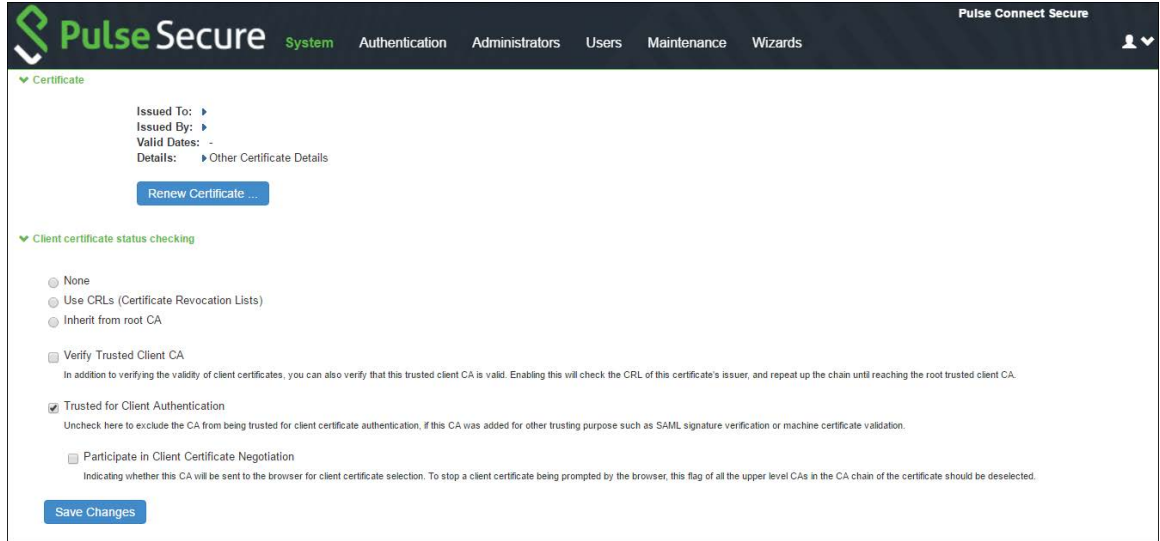 Pulse Connect Secure
Pulse Secure System Authentication Administrators Users Maintenance Wizards
Certificate
Issued To:
Issued By:
Valid Dates: -
Details: Other Certificate Details
Renew Certificate ...
Client certificate status checking
None
Use CRLs (Certificate Revocation Lists)
Inherit from root CA
Verify Trusted Client CA
In addition to verifying the validity of client certificates, you can also verify that this trusted client CA is valid. Enabling this will check the CRL of this certificate's issuer, and repeat up the chain until reaching the root trusted client CA.
Trusted for Client Authentication
Uncheck here to exclude the CA from being trusted for client certificate authentication, if this CA was added for other trusting purpose such as SAML signature verification or machine certificate validation.
Participate in Client Certificate Negotiation
Indicating whether this CA will be sent to the browser for client certificate selection. To stop a client certificate being prompted by the browser, this flag of all the upper level CAs in the CA chain of the certificate should be deselected.
Save Changes